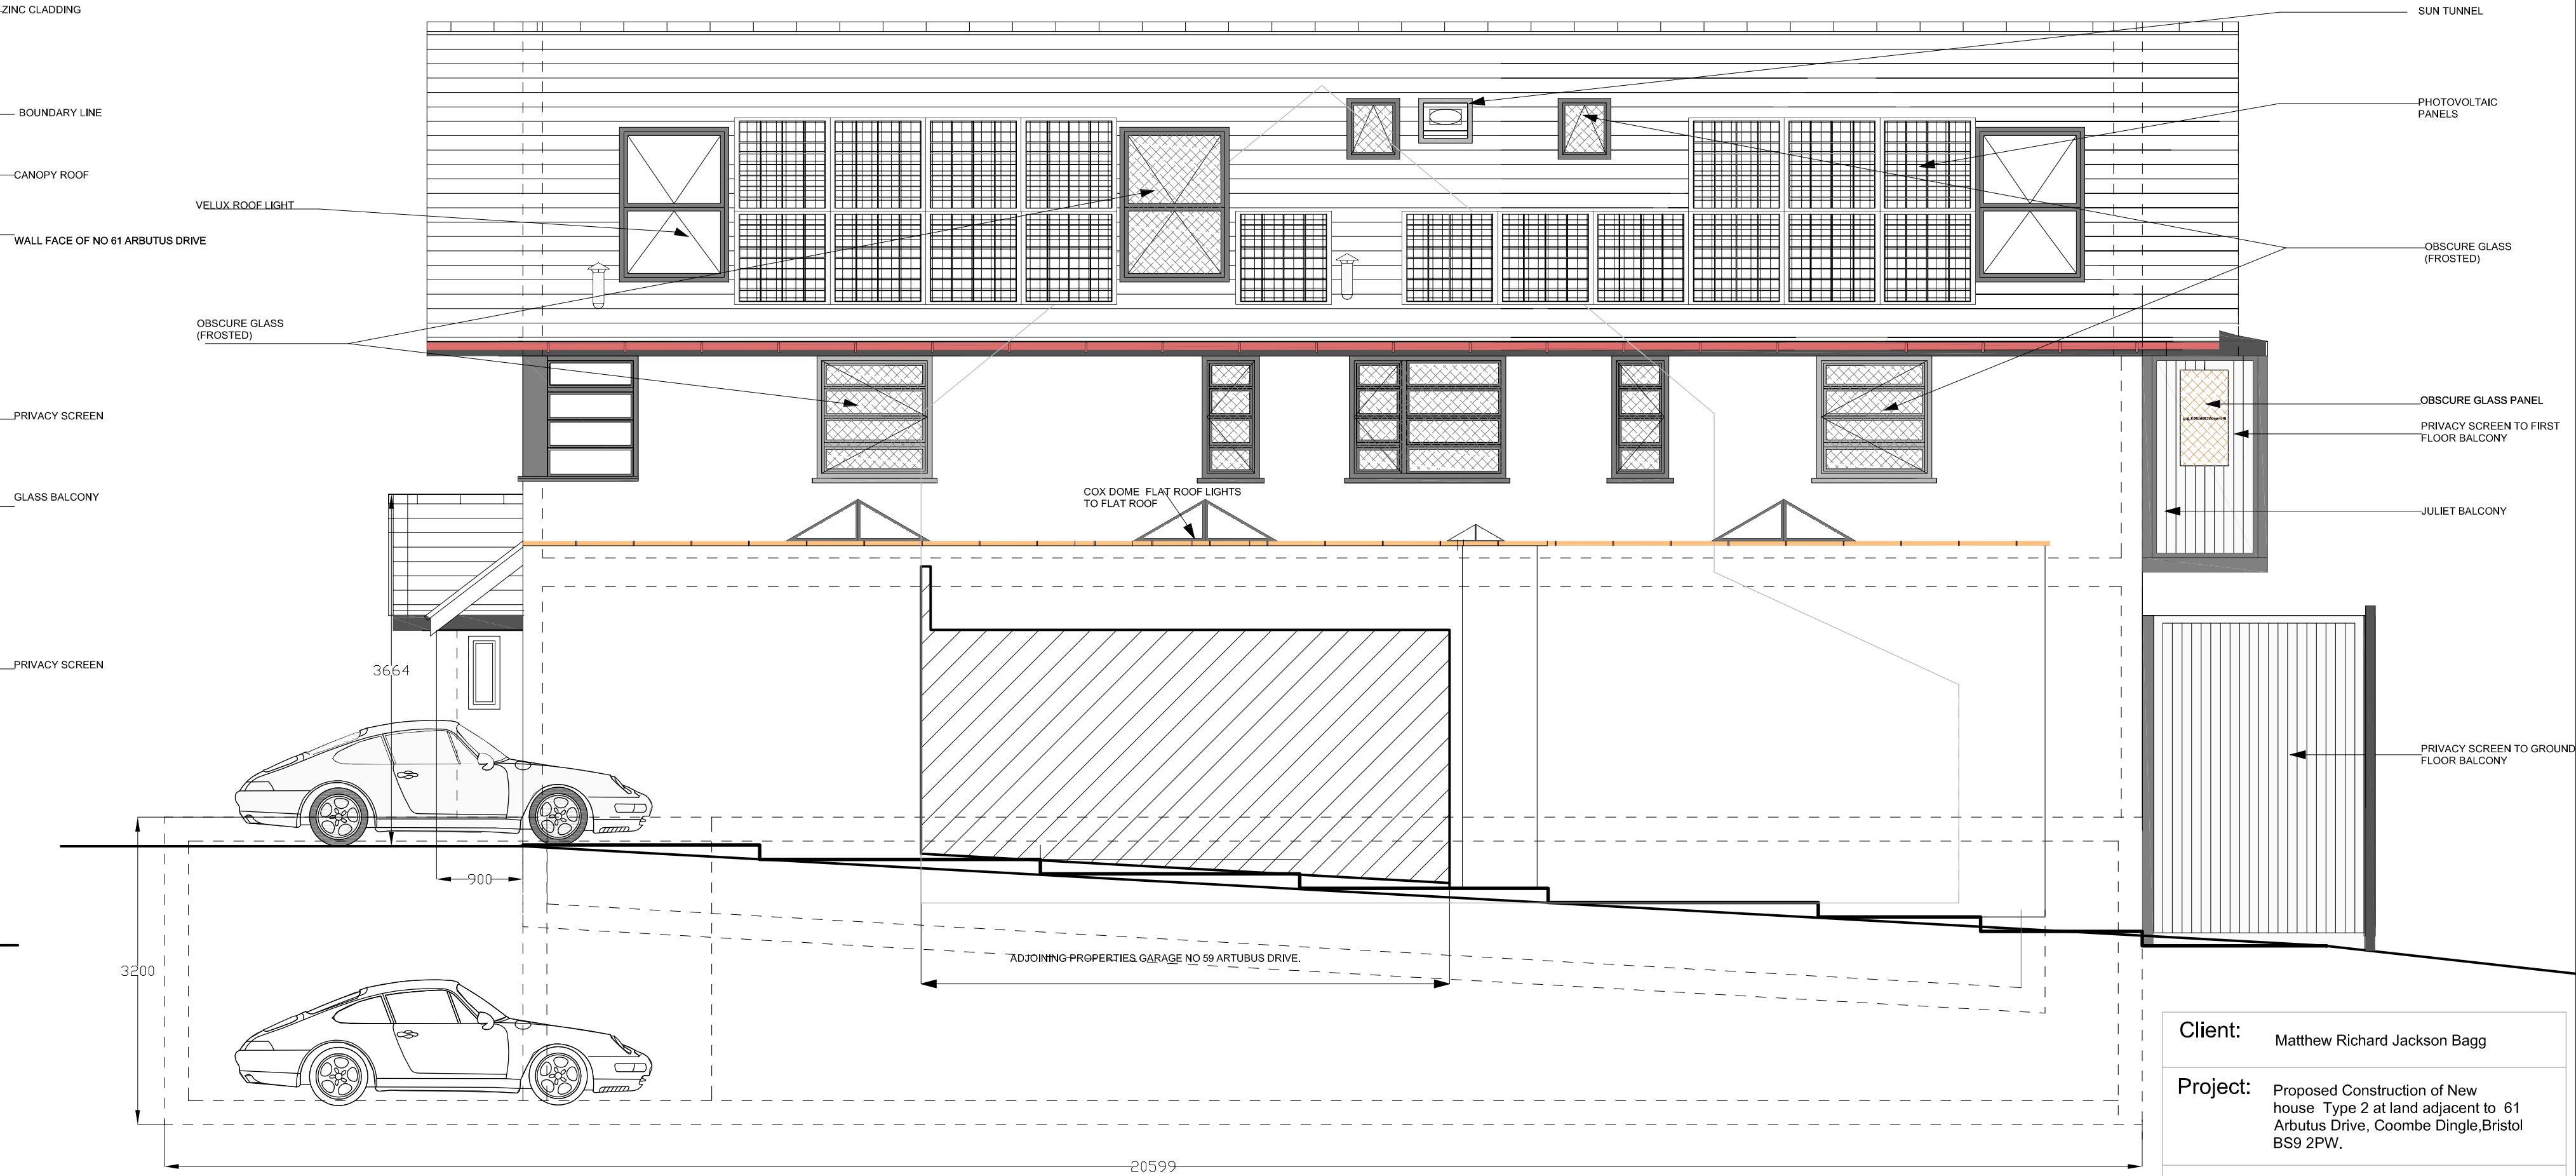 ZINC CLADDING
BOUNDARY LINE
CANOPY ROOF
WALL FACE OF NO 61 ARBUTUS DRIVE
PRIVACY SCREEN
GLASS BALCONY
PRIVACY SCREEN
VELUX ROOF LIGHT
OBSCURE GLASS
(FROSTED)
COX DOME FLAT ROOF LIGHTS
TO FLAT ROOF
3664
900
3200
ADJOINING PROPERTIES GARAGE NO 59 ARTUBUS DRIVE.
20599
SUN TUNNEL
PHOTOVOLTAIC
PANELS
OBSCURE GLASS
(FROSTED)
OBSCURE GLASS PANEL
PRIVACY SCREEN TO FIRST
FLOOR BALCONY
JULIET BALCONY
PRIVACY SCREEN TO GROUND
FLOOR BALCONY
Client: Matthew Richard Jackson Bagg
Project: Proposed Construction of New
house Type 2 at land adjacent to 61
Arbutus Drive, Coombe Dingle,Bristol
BS9 2PW.